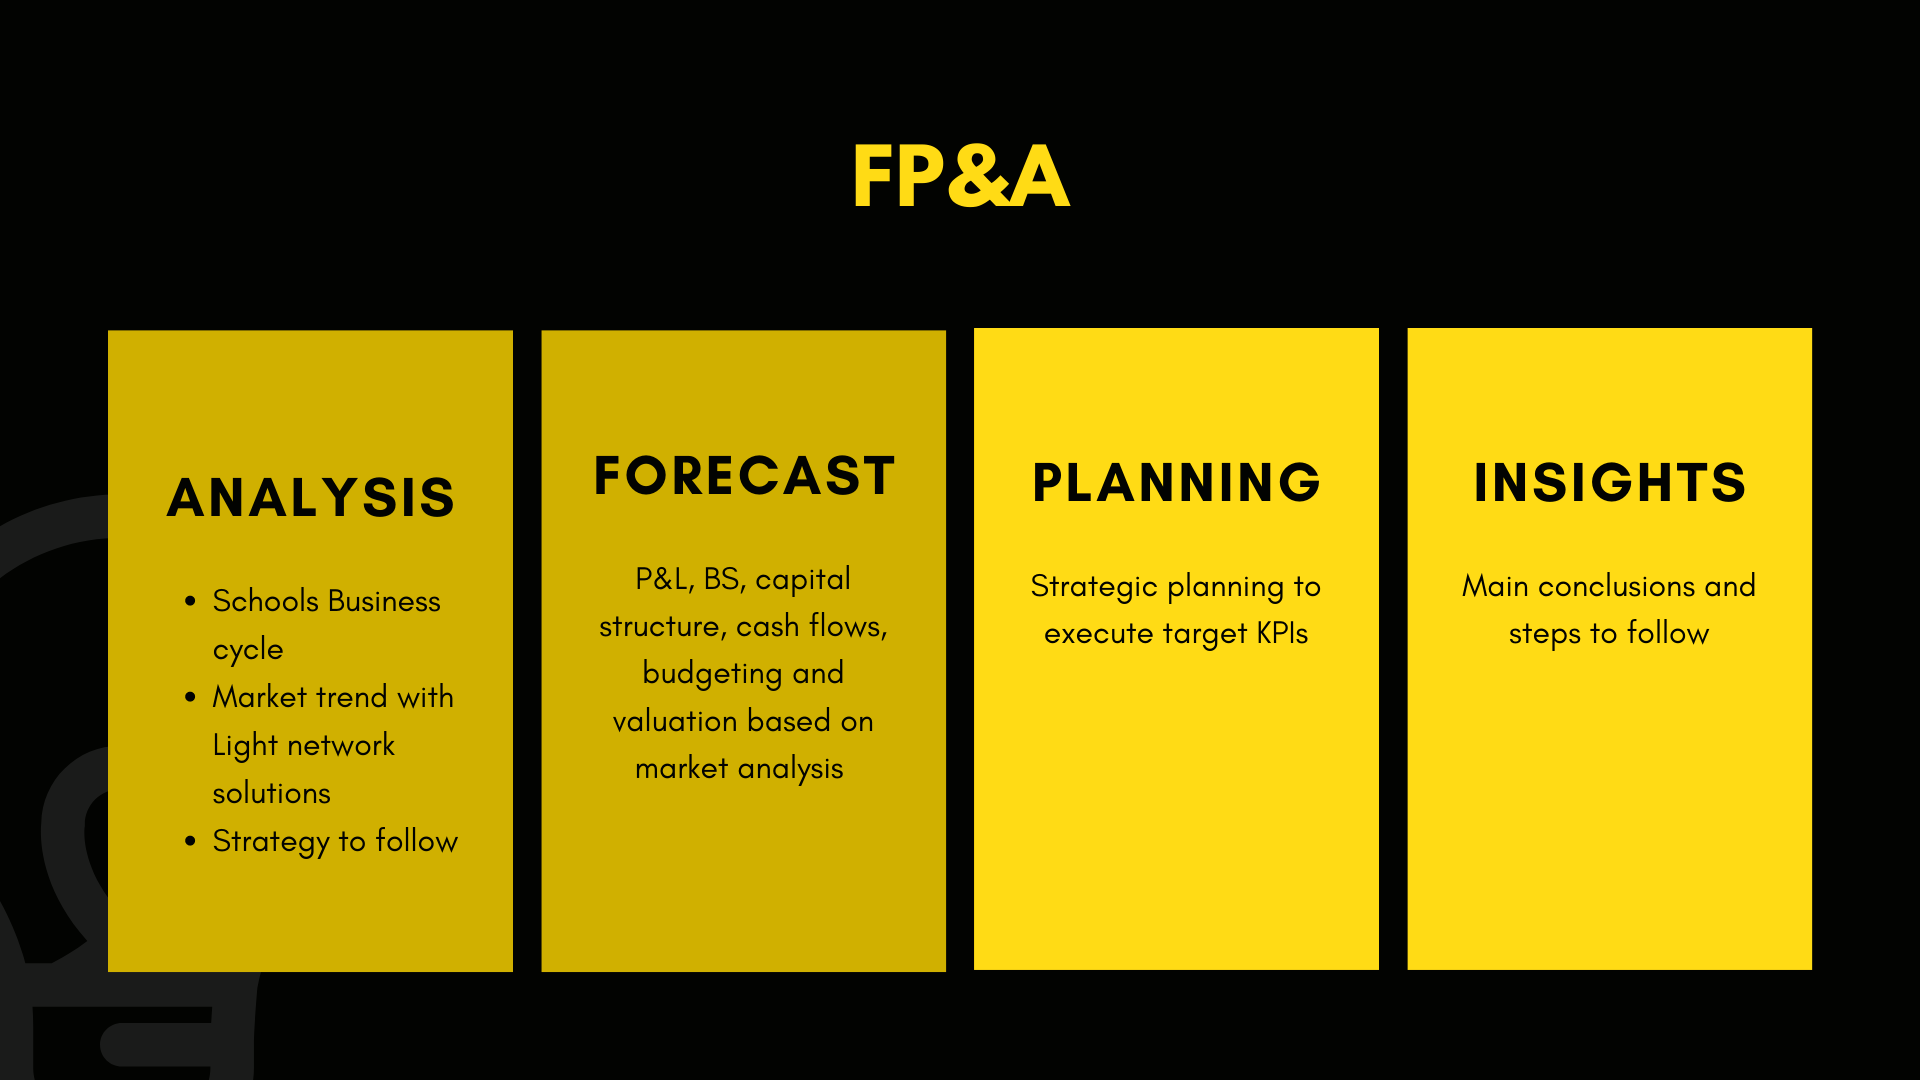 FP&A
ANALYSIS
• Schools Business
cycle
• Market trend with
Light network
solutions
• Strategy to follow
FORECAST
P&L, BS, capital
structure, cash flows,
budgeting and
valuation based on
market analysis
PLANNING
Strategic planning to
execute target KPIs
INSIGHTS
Main conclusions and
steps to follow